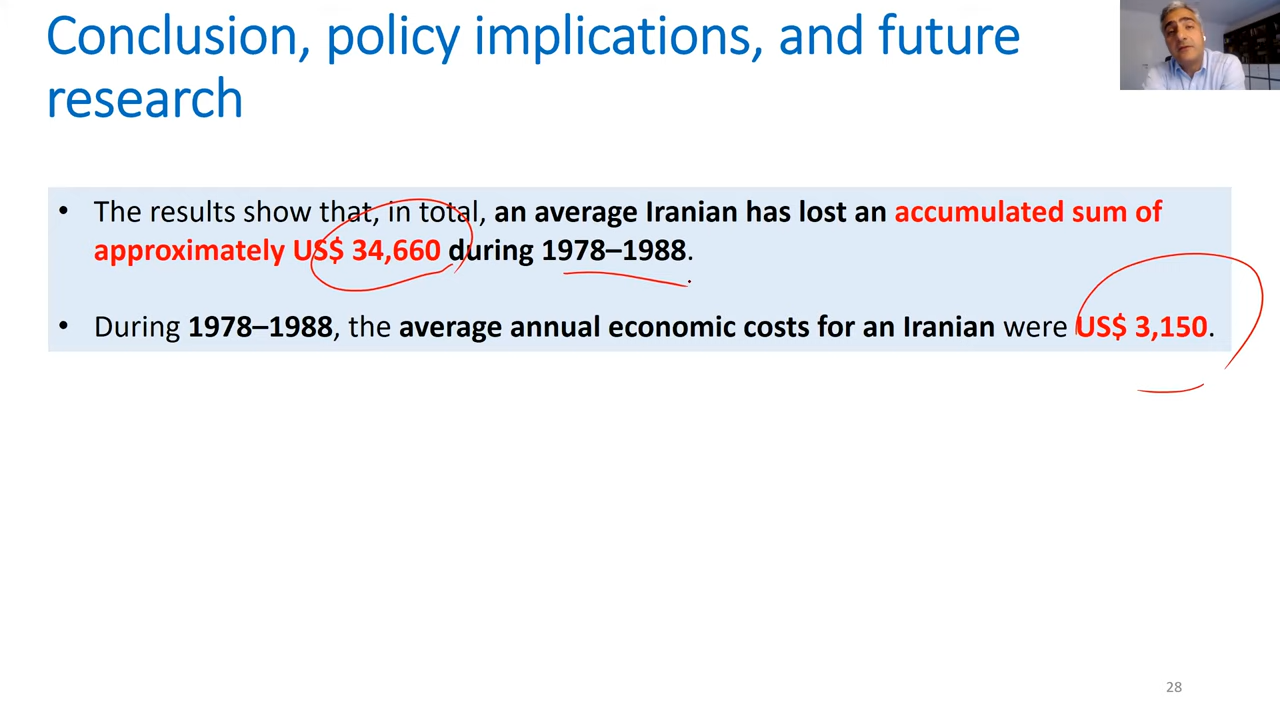 Conclusion, policy implications, and future
research
• The results show that, in total, an average Iranian has lost an accumulated sum of
approximately US$ 34,660 during 1978–1988.
• During 1978–1988, the average annual economic costs for an Iranian were US$ 3,150.
28